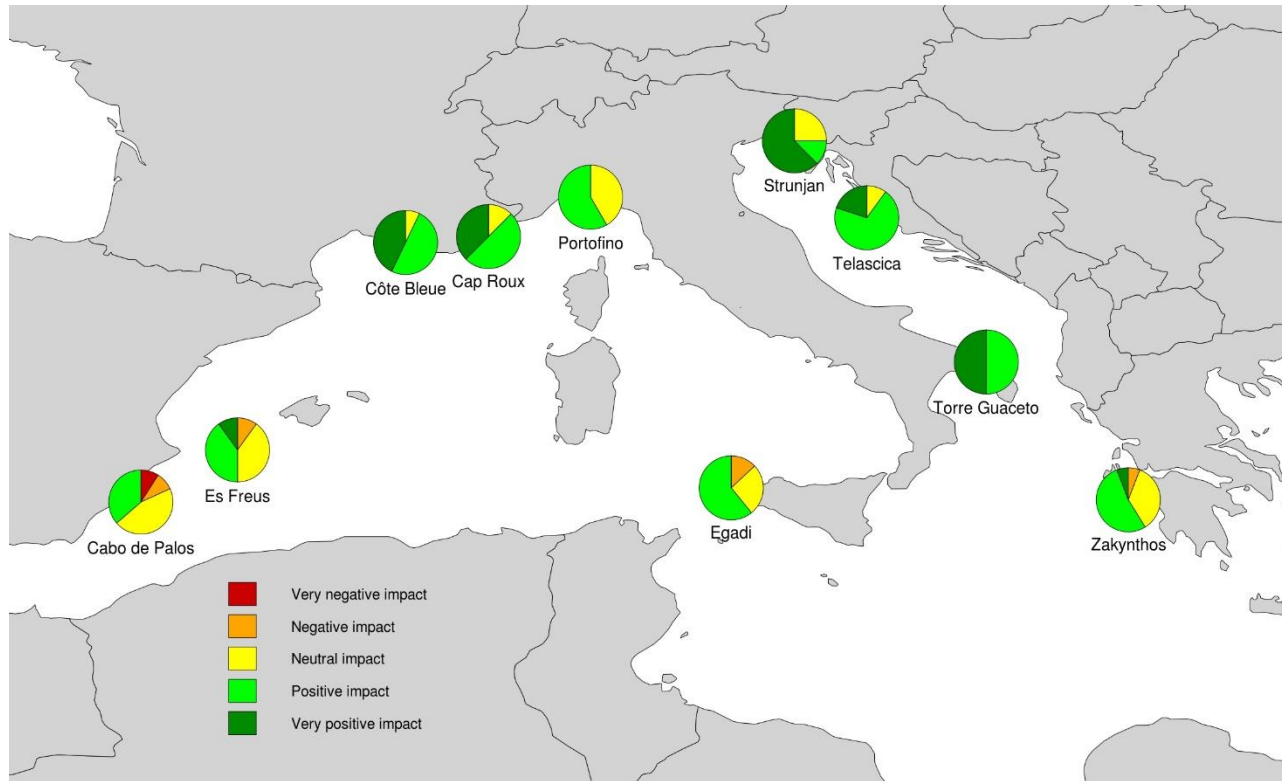 Strunjan
Telascica
Portofino
Cap Roux
Côte Bleue
Torre Guaceto
Es Freus
Cabo de Palos
Egadi
Zakynthos
Very negative impact
Negative impact
Neutral impact
Positive impact
Very positive impact